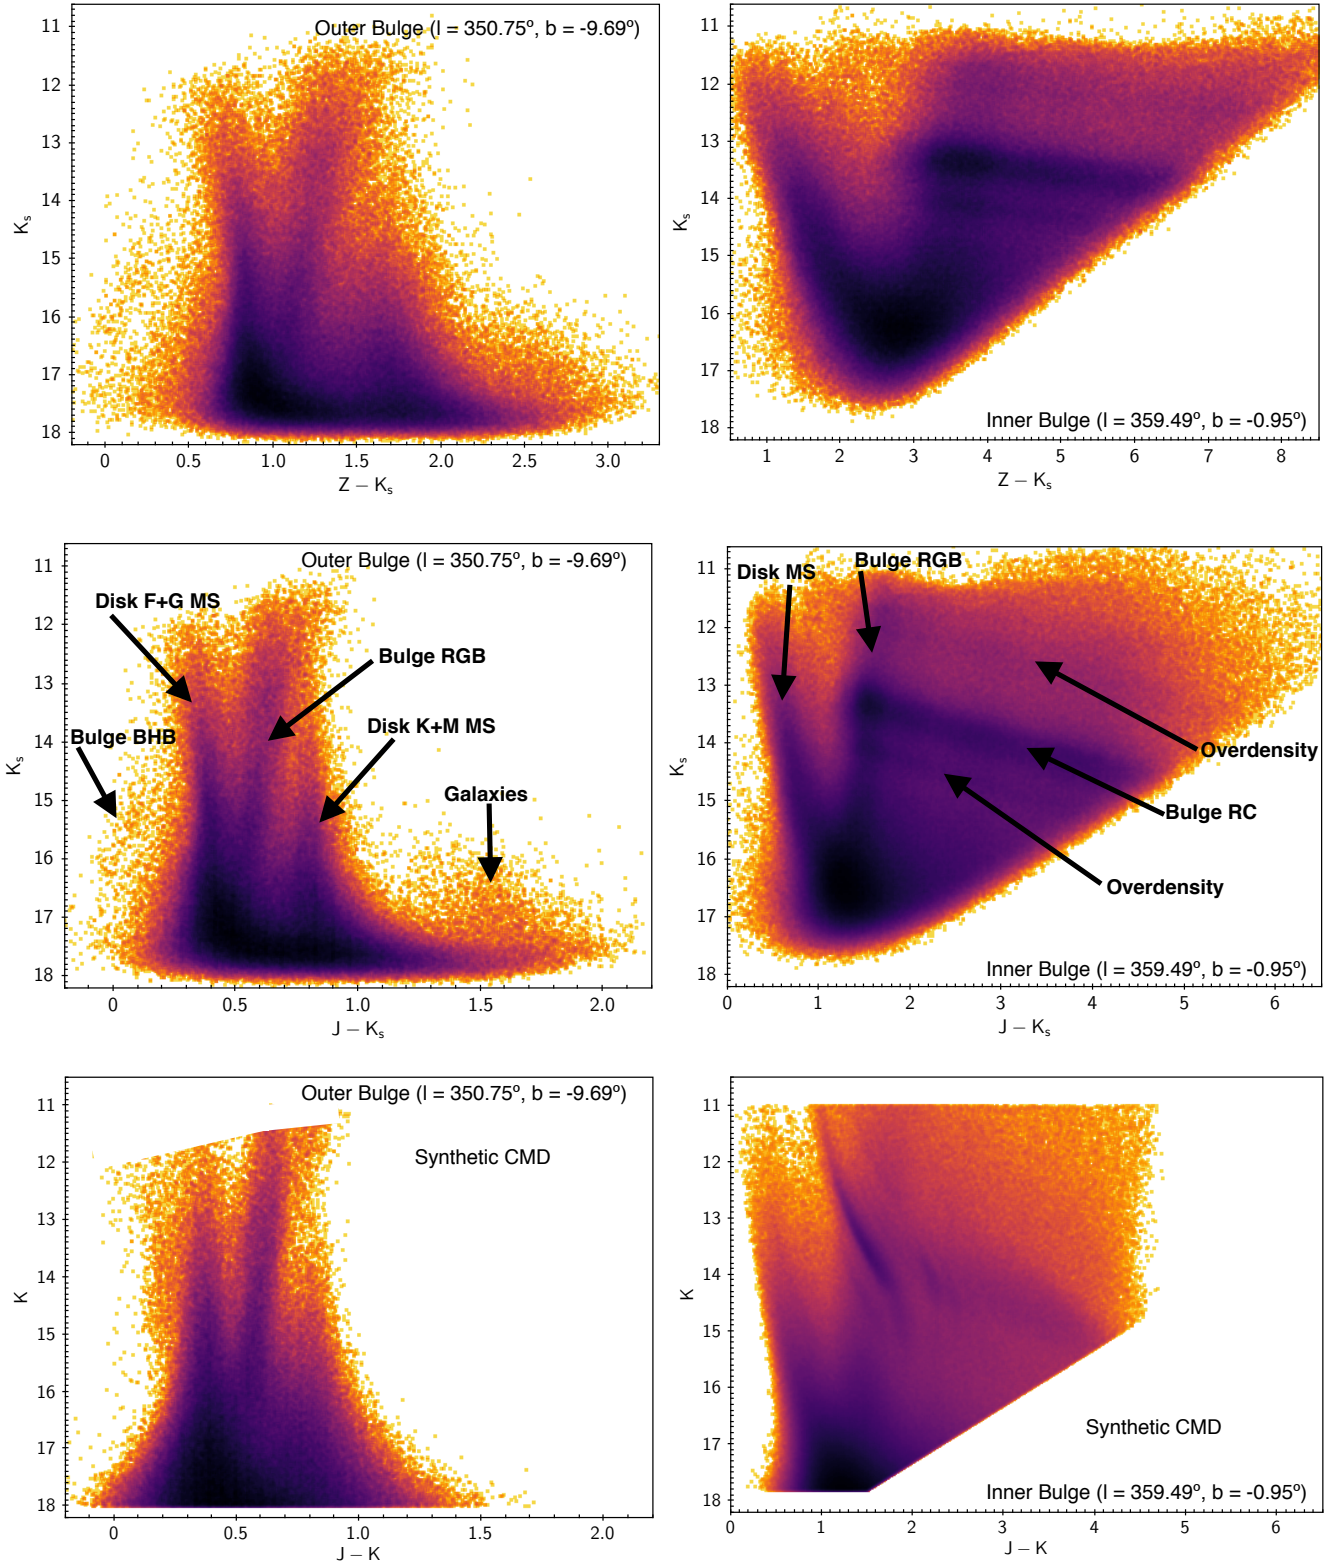 Outer Bulge (l = 350.75º, b = -9.69º)
11
12
13
14
15
16
17
18
Kₛ
0 0.5 1.0 1.5 2.0 2.5 3.0
Z − Kₛ
11
12
13
14
15
16
17
18
Kₛ
Inner Bulge (l = 359.49º, b = -0.95º)
1 2 3 4 5 6 7 8
Z − Kₛ
Outer Bulge (l = 350.75º, b = -9.69º)
Disk F+G MS
Bulge RGB
Disk K+M MS
Bulge BHB
Galaxies
11
12
13
14
15
16
17
18
Kₛ
0 0.5 1.0 1.5 2.0
J − Kₛ
Bulge RGB
Disk MS
Overdensity
Bulge RC
Overdensity
11
12
13
14
15
16
17
18
Kₛ
Inner Bulge (l = 359.49º, b = -0.95º)
0 1 2 3 4 5 6
J − Kₛ
Outer Bulge (l = 350.75º, b = -9.69º)
Synthetic CMD
11
12
13
14
15
16
17
18
K
0 0.5 1.0 1.5 2.0
J − K
11
12
13
14
15
16
17
18
K
Synthetic CMD
Inner Bulge (l = 359.49º, b = -0.95º)
0 1 2 3 4 5 6
J − K